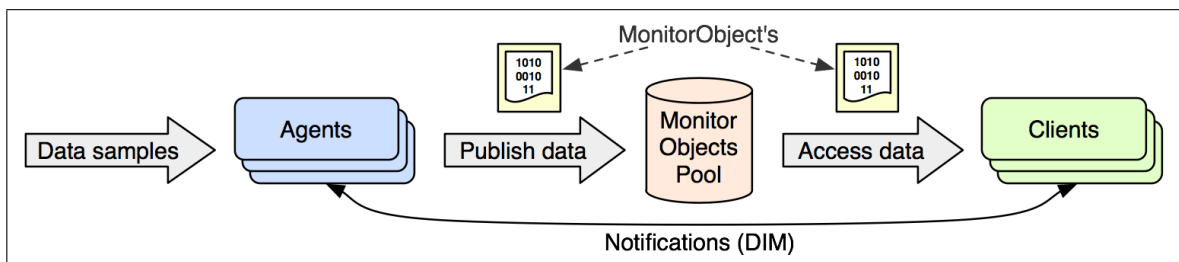 MonitorObject's
1010
0010
11
1010
0010
11
Data samples
Agents
Publish data
Monitor
Objects
Pool
Access data
Clients
Notifications (DIM)